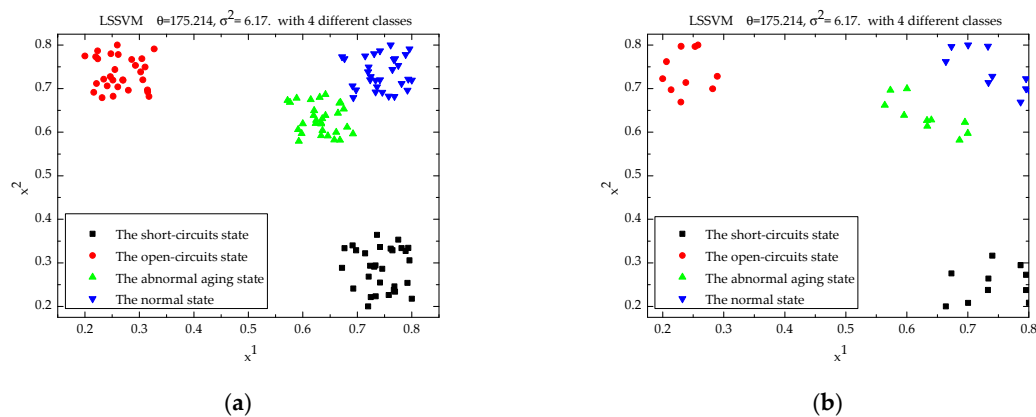 LSSVM θ=175.214, σ²= 6.17. with 4 different classes
0.8
0.7
0.6
0.5
0.4
0.3
0.2
x²
The short-circuits state
The open-circuits state
The abnormal aging state
The normal state
0.2 0.3 0.4 0.5 0.6 0.7 0.8
x¹
(a)
LSSVM θ=175.214, σ²= 6.17. with 4 different classes
0.8
0.7
0.6
0.5
0.4
0.3
0.2
x²
The short-circuits state
The open-circuits state
The abnormal aging state
The normal state
0.2 0.3 0.4 0.5 0.6 0.7 0.8
x¹
(b)